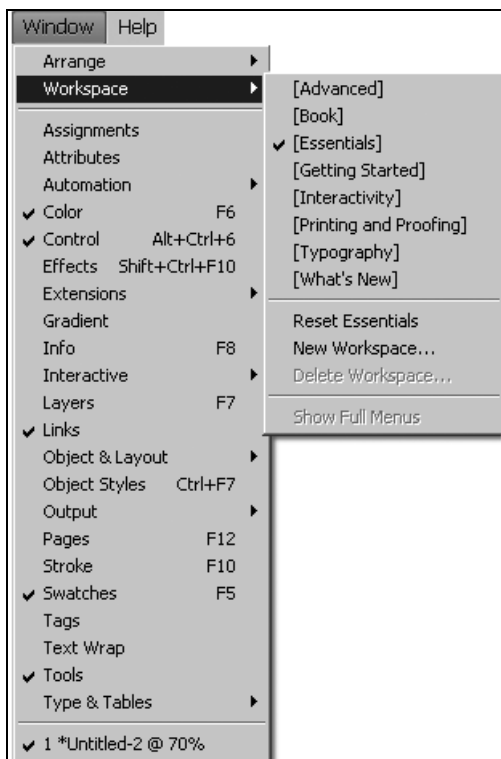 Window Help
Arrange
Workspace
Assignments
Attributes
Automation
Color F6
Control Alt+Ctrl+6
Effects Shift+Ctrl+F10
Extensions
Gradient
Info F8
Interactive
Layers F7
Links
Object & Layout
Object Styles Ctrl+F7
Output
Pages F12
Stroke F10
Swatches F5
Tags
Text Wrap
Tools
Type & Tables
1 *Untitled-2 @ 70%
[Advanced]
[Book]
[Essentials]
[Getting Started]
[Interactivity]
[Printing and Proofing]
[Typography]
[What's New]
Reset Essentials
New Workspace...
Delete Workspace...
Show Full Menus